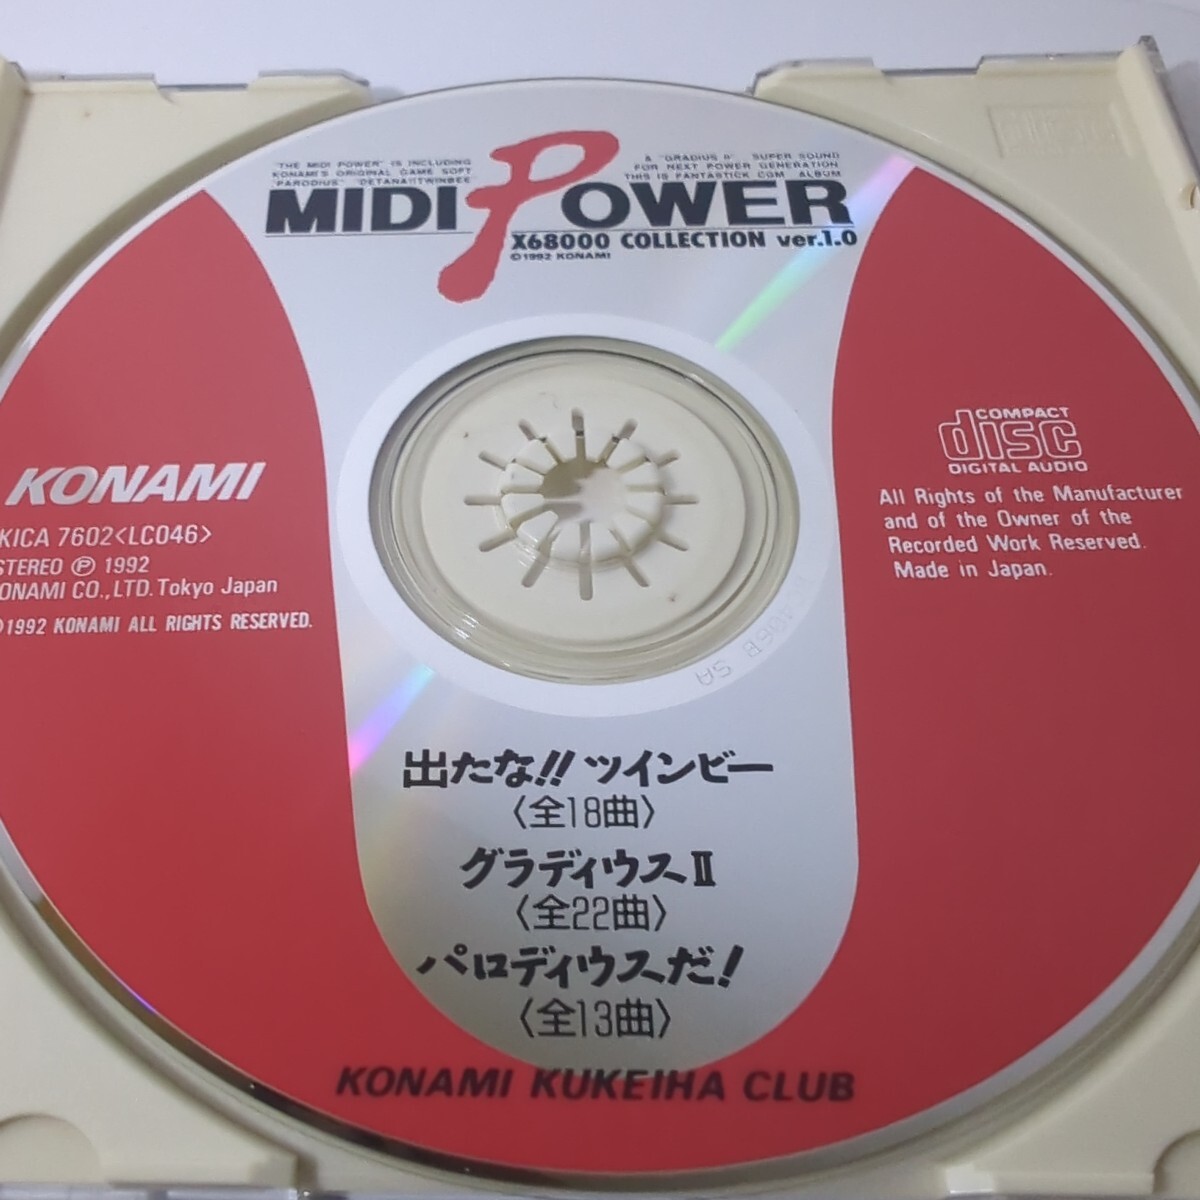 "THE MIDI POWER" IS INCLUDING
KONAMI'S ORIGINAL GAME SOFT
"PARODIUS" "DETANA!!TWINBEE"
& "GRADIUS II" SUPER SOUND
FOR NEXT POWER GENERATION
THIS IS FANTASTICK CGM ALBUM
MIDI POWER
X68000 COLLECTION ver.1.0
©1992 KONAMI
KONAMI
KICA 7602<LC046>
STEREO Ⓟ 1992
ONAMI CO.,LTD. Tokyo Japan
©1992 KONAMI ALL RIGHTS RESERVED.
COMPACT
disc
DIGITAL AUDIO
All Rights of the Manufacturer
and of the Owner of the
Recorded Work Reserved.
Made in Japan.
出たな!! ツインビー
〈全18曲〉
グラディウスⅡ
〈全22曲〉
パロディウスだ!
〈全13曲〉
KONAMI KUKEIHA CLUB